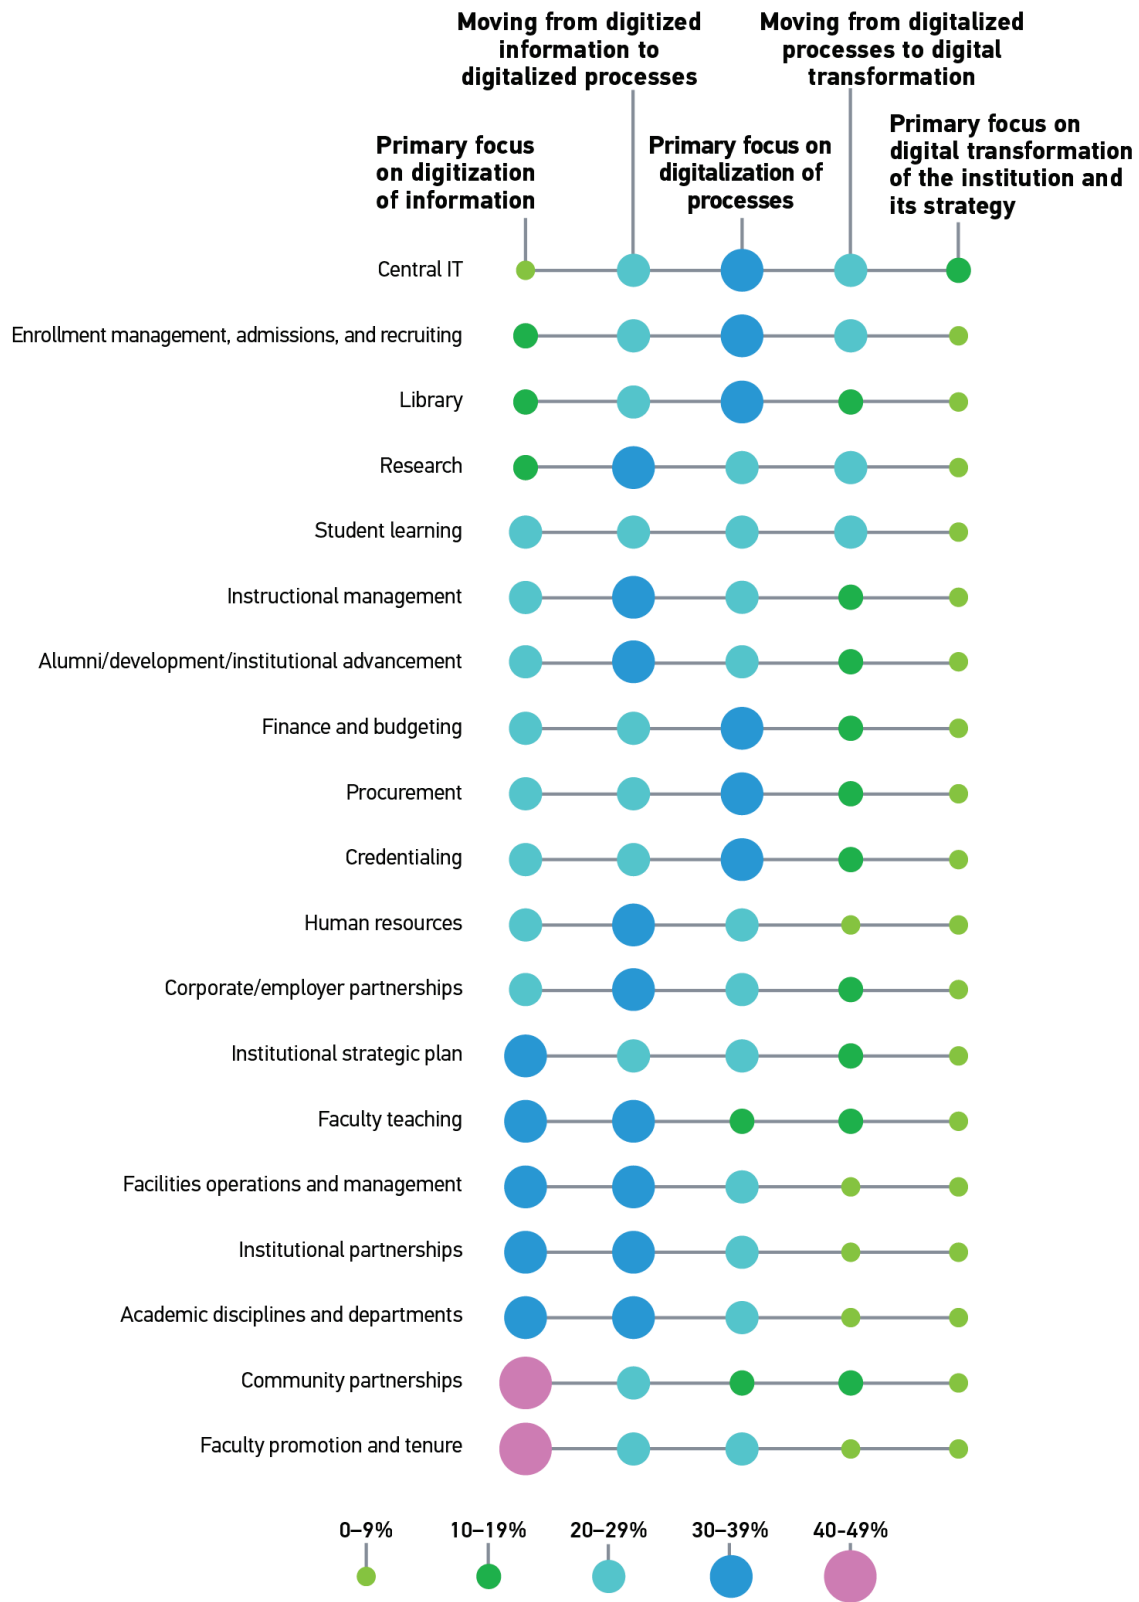 Moving from digitized
information to
digitalized processes
Moving from digitalized
processes to digital
transformation
Primary focus
on digitization
of information
Primary focus on
digitalization of
processes
Primary focus on
digital transformation
of the institution and
its strategy
Central IT
Enrollment management, admissions, and recruiting
Library
Research
Student learning
Instructional management
Alumni/development/institutional advancement
Finance and budgeting
Procurement
Credentialing
Human resources
Corporate/employer partnerships
Institutional strategic plan
Faculty teaching
Facilities operations and management
Institutional partnerships
Academic disciplines and departments
Community partnerships
Faculty promotion and tenure
0–9% 10–19% 20–29% 30–39% 40-49%